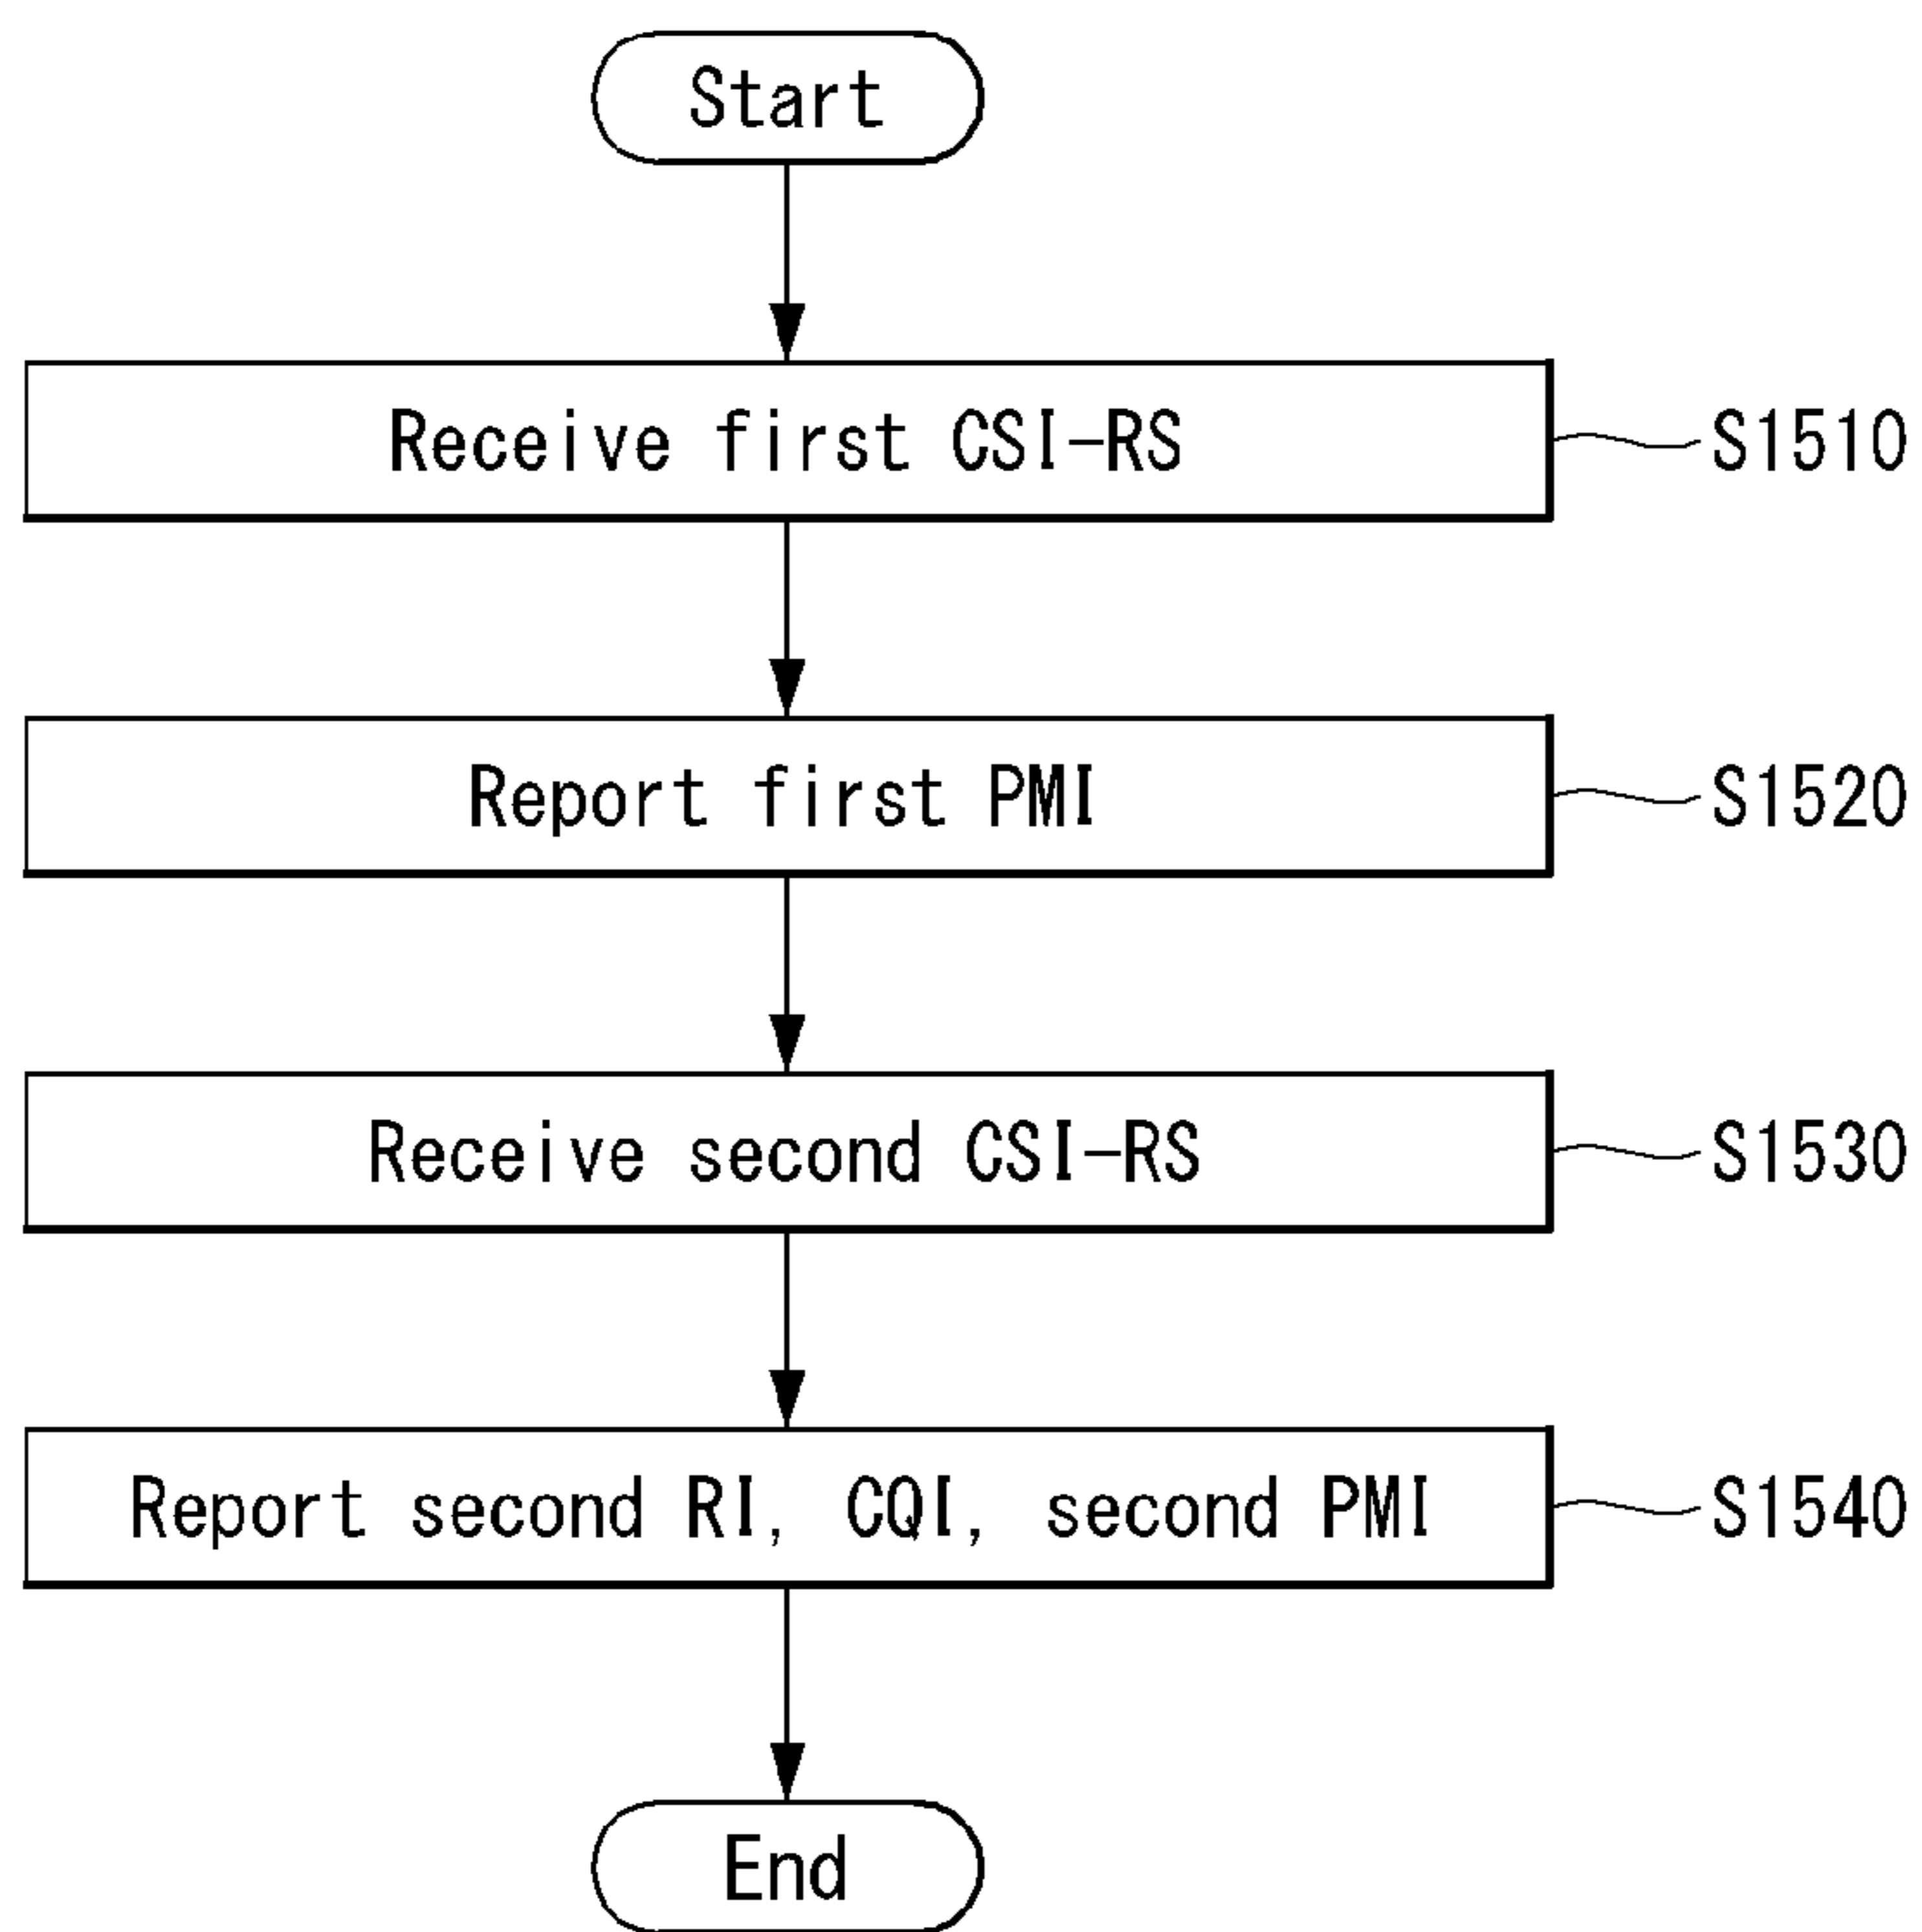 Start
Receive first CSI-RS
S1510
Report first PMI
S1520
Receive second CSI-RS
S1530
Report second RI, CQI, second PMI
S1540
End